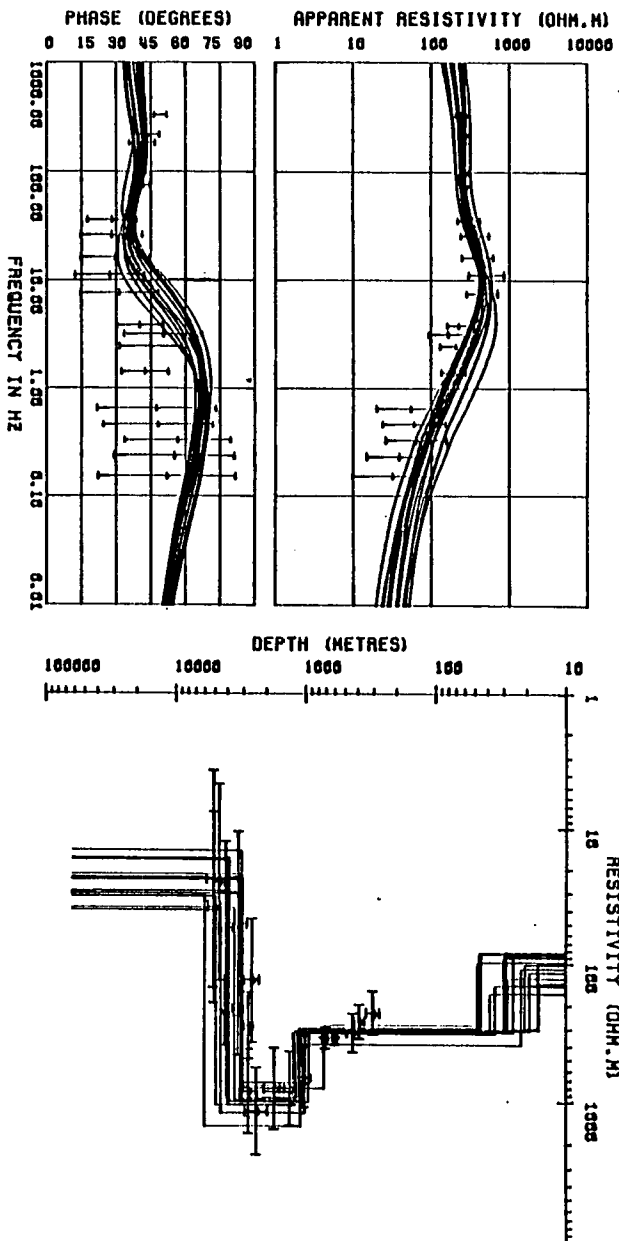 PHASE (DEGREES)
0 15 30 45 60 75 90
APPARENT RESISTIVITY (OHM.M)
1 10 100 1000 10000
1000.00
100.00
10.00
1.00
0.10
0.01
FREQUENCY IN HZ
DEPTH (METRES)
100000 10000 1000 100 10
1
10
100
1000
RESISTIVITY (OHM.M)